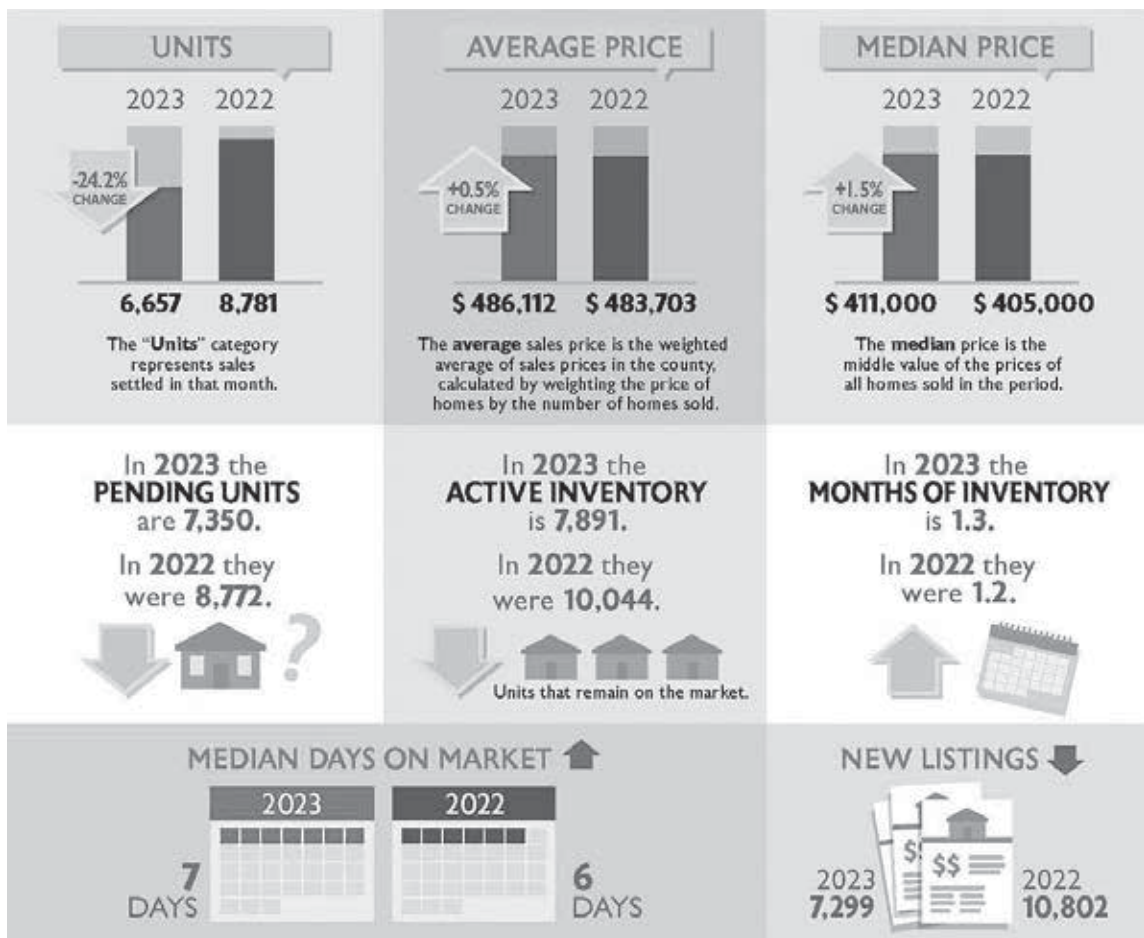 UNITS
2023 2022
-24.2%
CHANGE
6,657 8,781
The "Units" category
represents sales
settled in that month.
AVERAGE PRICE
2023 2022
+0.5%
CHANGE
$ 486,112 $ 483,703
The average sales price is the weighted
average of sales prices in the county,
calculated by weighting the price of
homes by the number of homes sold.
MEDIAN PRICE
2023 2022
+1.5%
CHANGE
$ 411,000 $ 405,000
The median price is the
middle value of the prices of
all homes sold in the period.
In 2023 the
PENDING UNITS
are 7,350.
In 2022 they
were 8,772.
?
In 2023 the
ACTIVE INVENTORY
is 7,891.
In 2022 they
were 10,044.
Units that remain on the market.
In 2023 the
MONTHS OF INVENTORY
is 1.3.
In 2022 they
were 1.2.
MEDIAN DAYS ON MARKET
2023
7
DAYS
2022
6
DAYS
NEW LISTINGS
$
$$
2023
7,299
2022
10,802